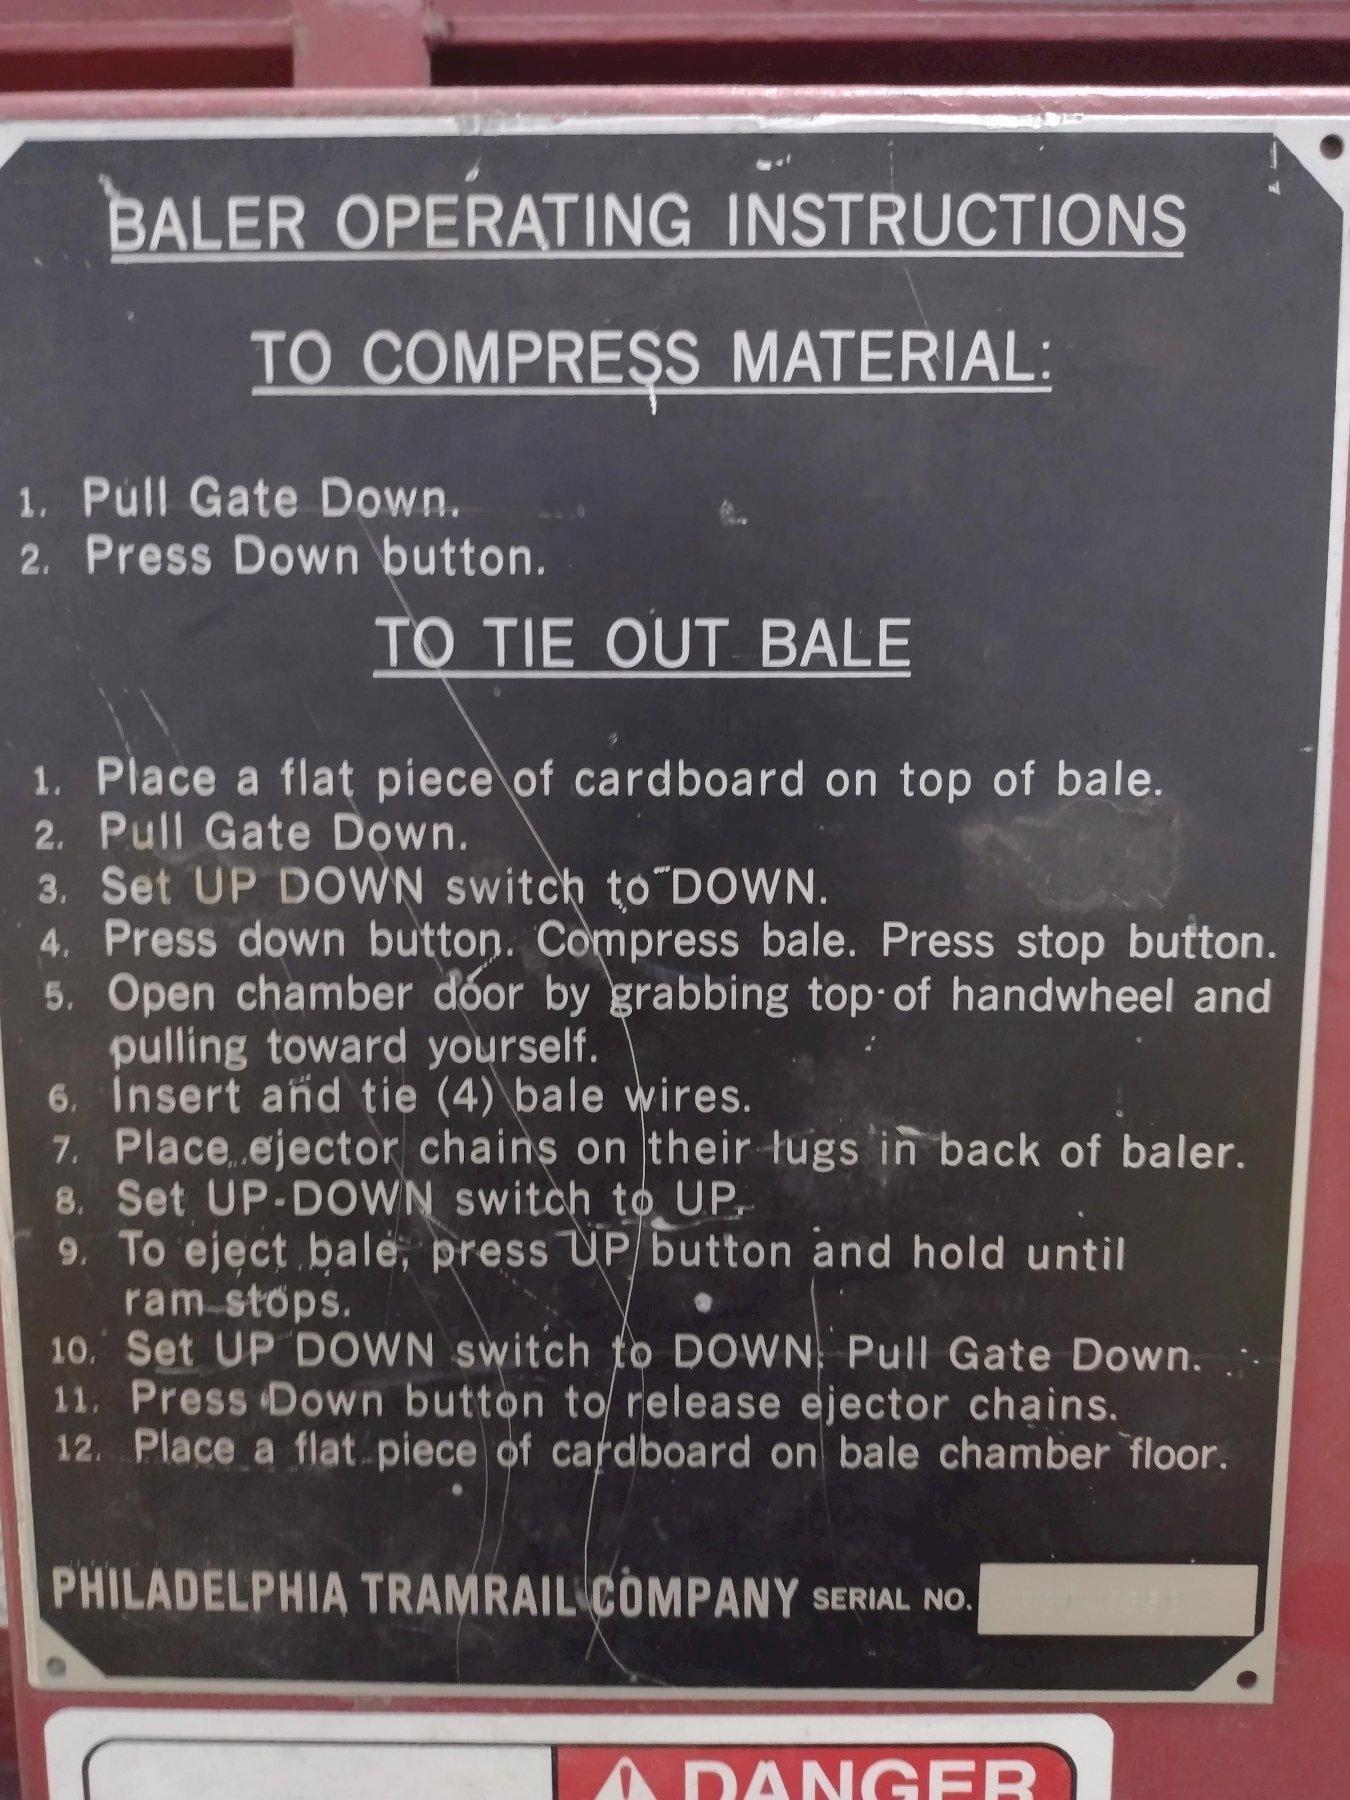 BALER OPERATING INSTRUCTIONS
TO COMPRESS MATERIAL:
1. Pull Gate Down.
2. Press Down button.
TO TIE OUT BALE
1. Place a flat piece of cardboard on top of bale.
2. Pull Gate Down.
3. Set UP DOWN switch to DOWN.
4. Press down button. Compress bale. Press stop button.
5. Open chamber door by grabbing top of handwheel and
pulling toward yourself.
6. Insert and tie (4) bale wires.
7. Place ejector chains on their lugs in back of baler.
8. Set UP-DOWN switch to UP.
9. To eject bale, press UP button and hold until
ram stops.
10. Set UP DOWN switch to DOWN. Pull Gate Down.
11. Press Down button to release ejector chains.
12. Place a flat piece of cardboard on bale chamber floor.
PHILADELPHIA TRAMRAIL COMPANY SERIAL NO.
DANGER